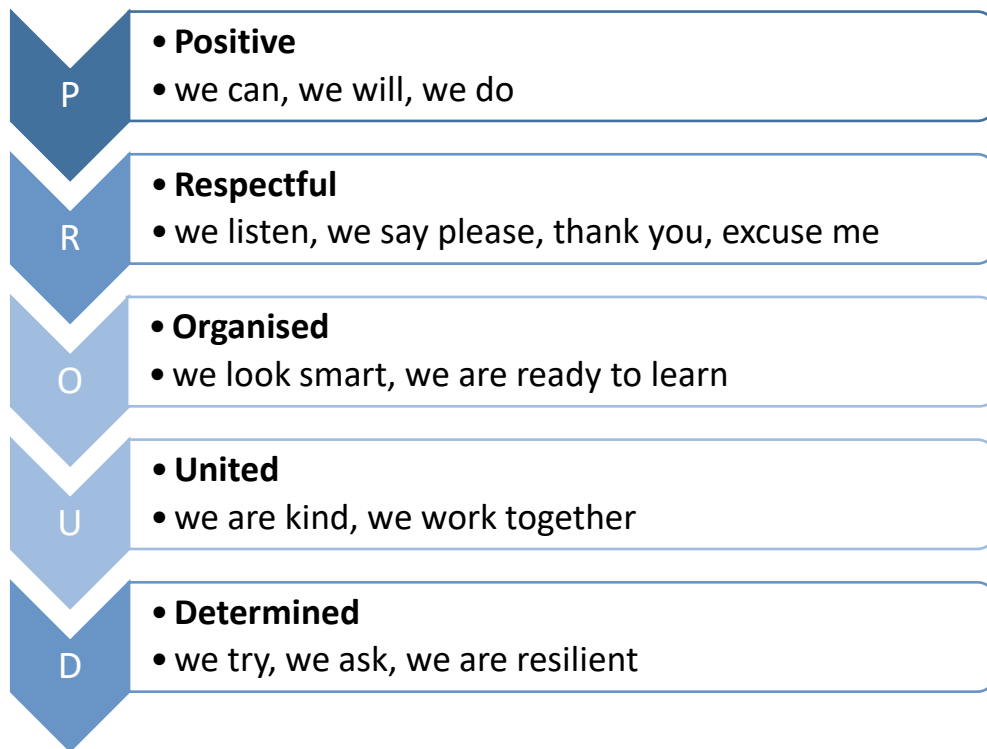 P
• Positive
• we can, we will, we do
R
• Respectful
• we listen, we say please, thank you, excuse me
O
• Organised
• we look smart, we are ready to learn
U
• United
• we are kind, we work together
D
• Determined
• we try, we ask, we are resilient